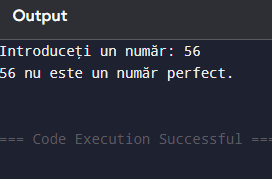 Output
Introduceți un număr: 56
56 nu este un număr perfect.
=== Code Execution Successful ===